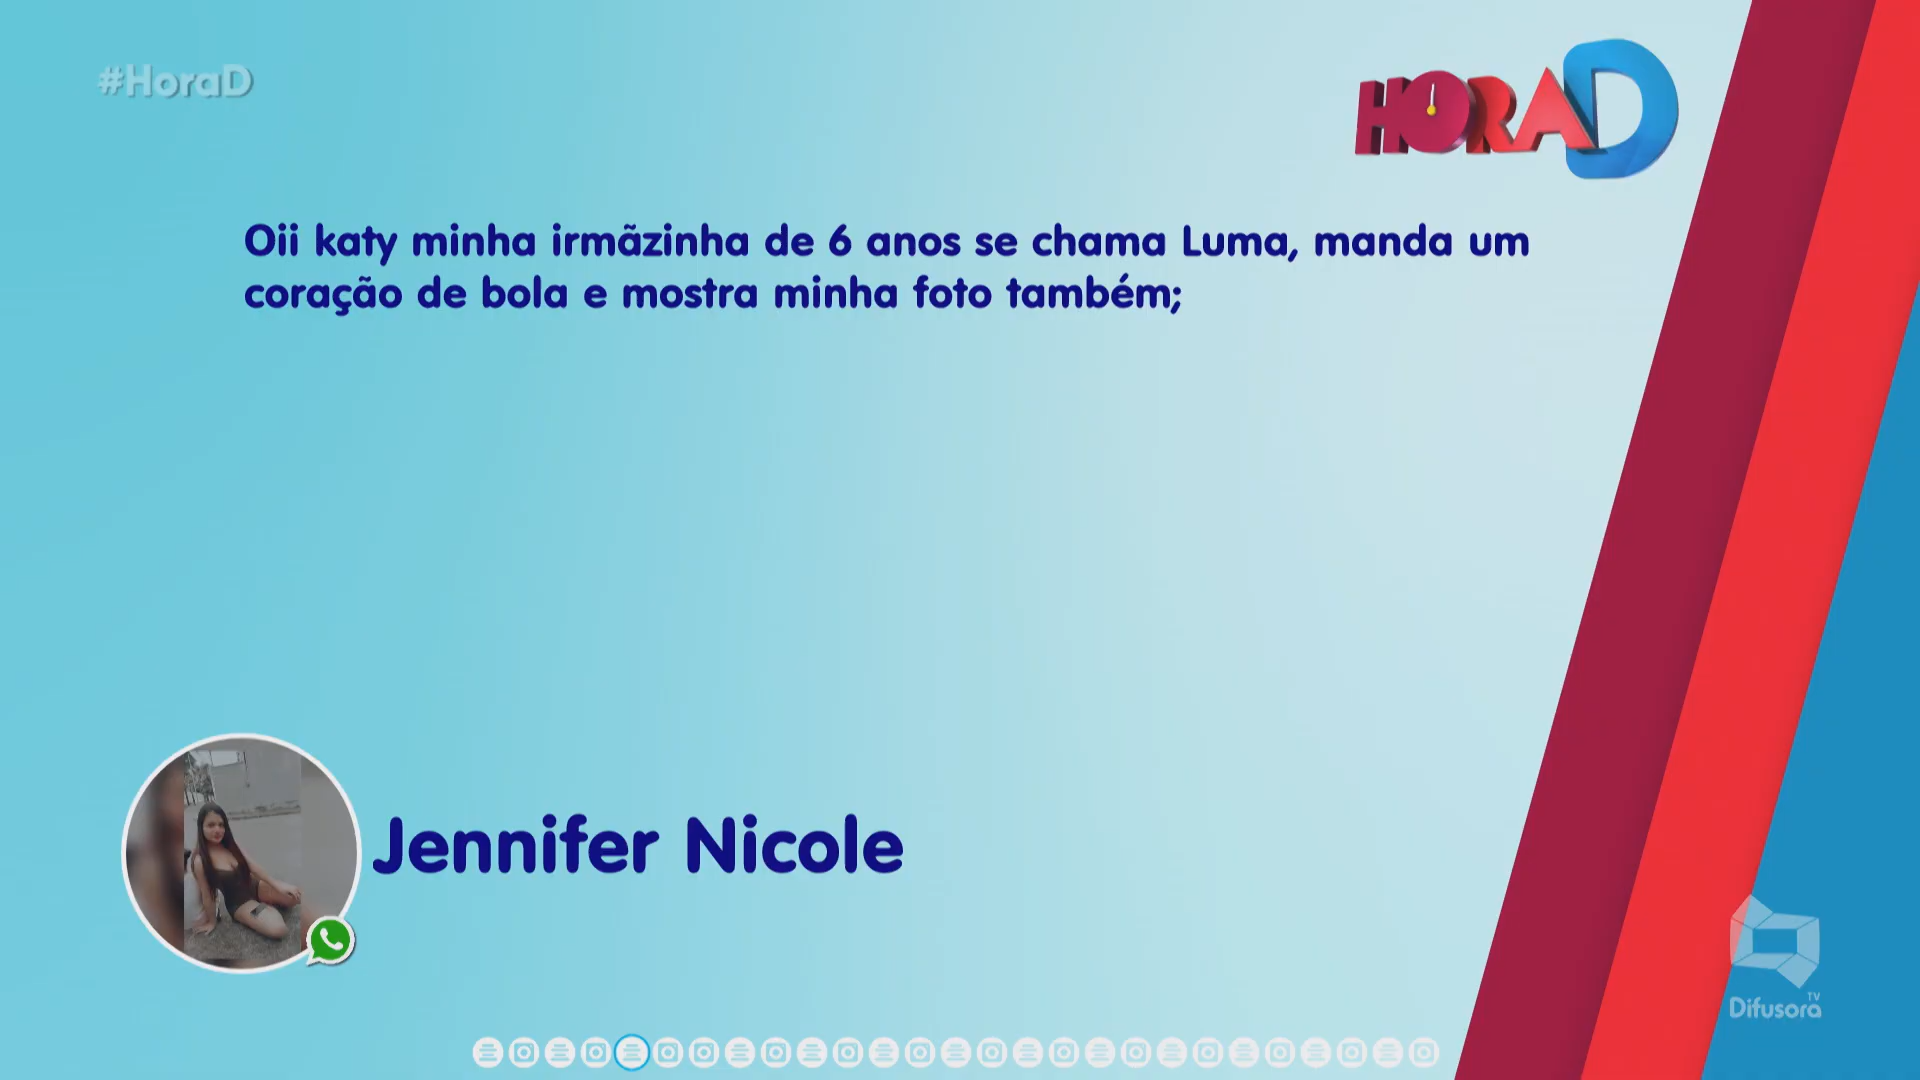 #HoraD
HORAD
Oii katy minha irmãzinha de 6 anos se chama Luma, manda um
coração de bola e mostra minha foto também;
Jennifer Nicole
TV
Difusora